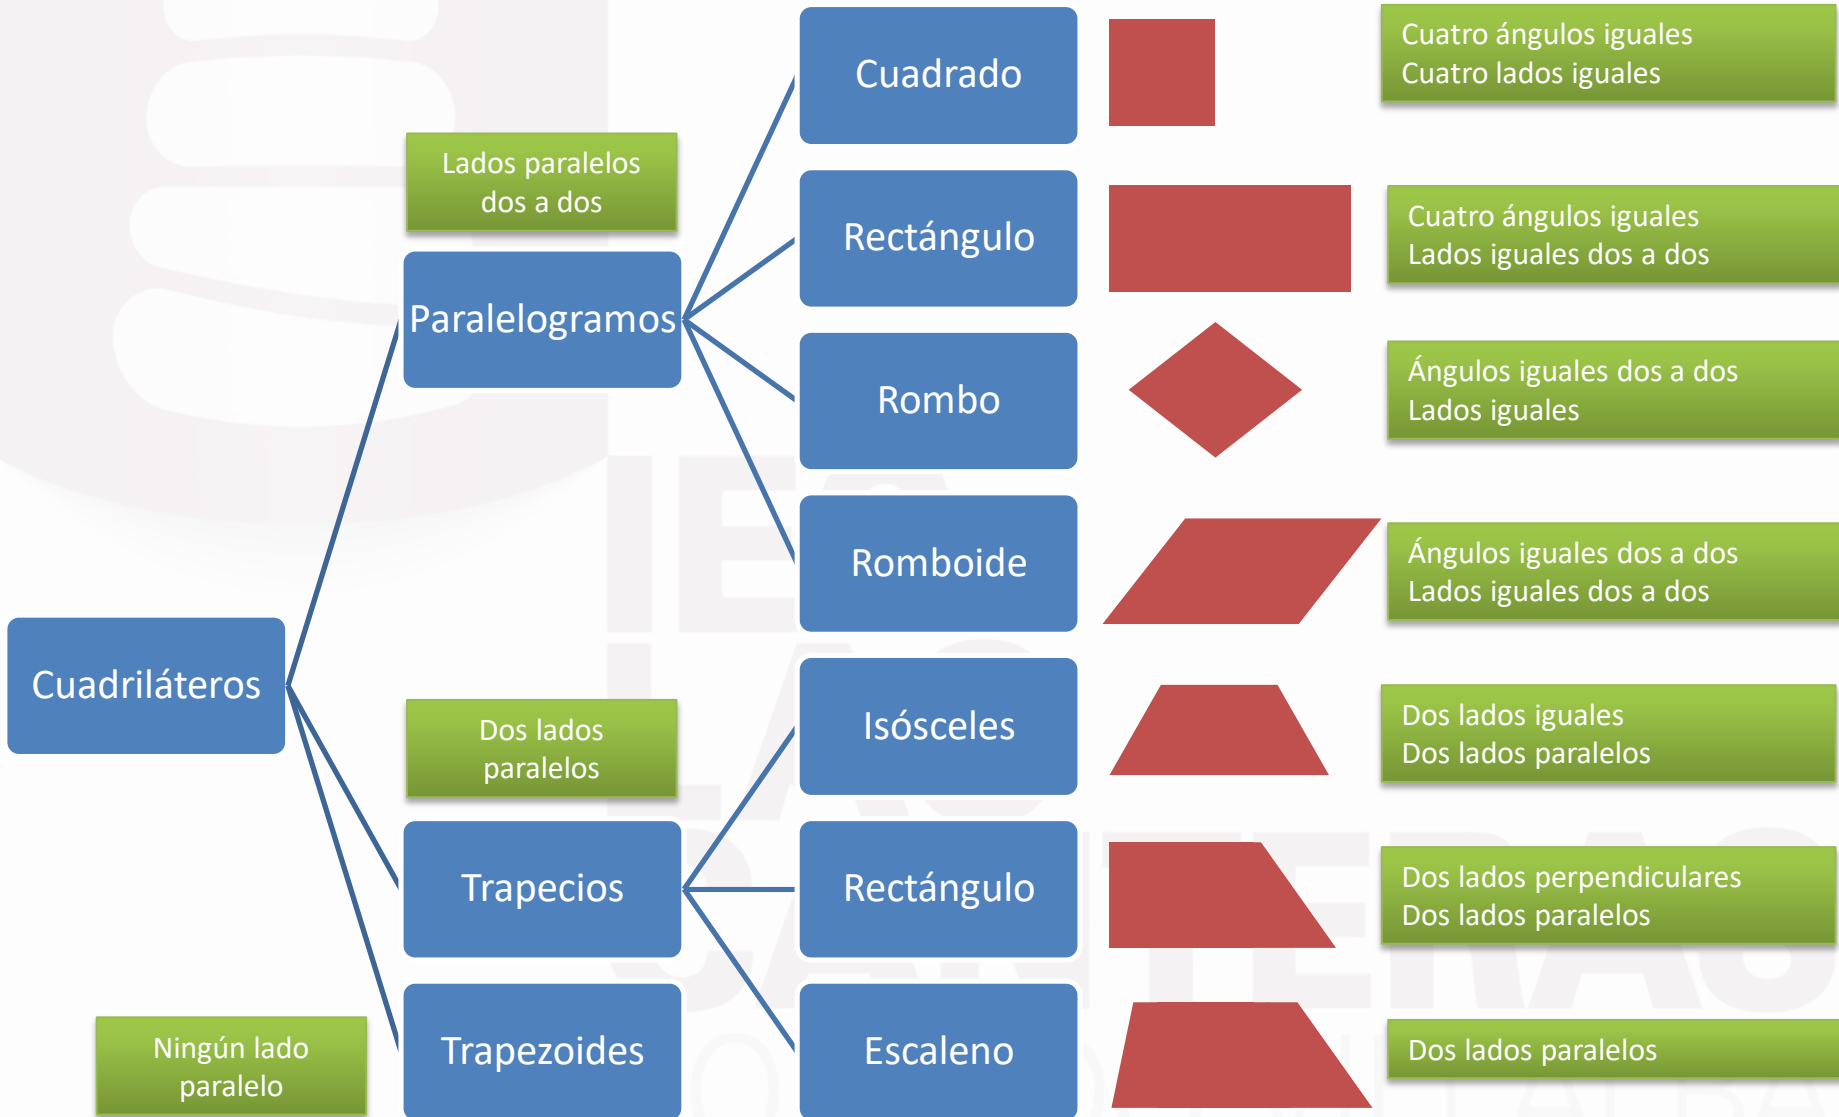 Cuadrado
Cuatro ángulos iguales
Cuatro lados iguales
Lados paralelos
dos a dos
Rectángulo
Cuatro ángulos iguales
Lados iguales dos a dos
Paralelogramos
Rombo
Ángulos iguales dos a dos
Lados iguales
Romboide
Ángulos iguales dos a dos
Lados iguales dos a dos
Cuadriláteros
Dos lados
paralelos
Isósceles
Dos lados iguales
Dos lados paralelos
Trapecios
Rectángulo
Dos lados perpendiculares
Dos lados paralelos
Ningún lado
paralelo
Trapezoides
Escaleno
Dos lados paralelos
IES
LAS
CANTERAS